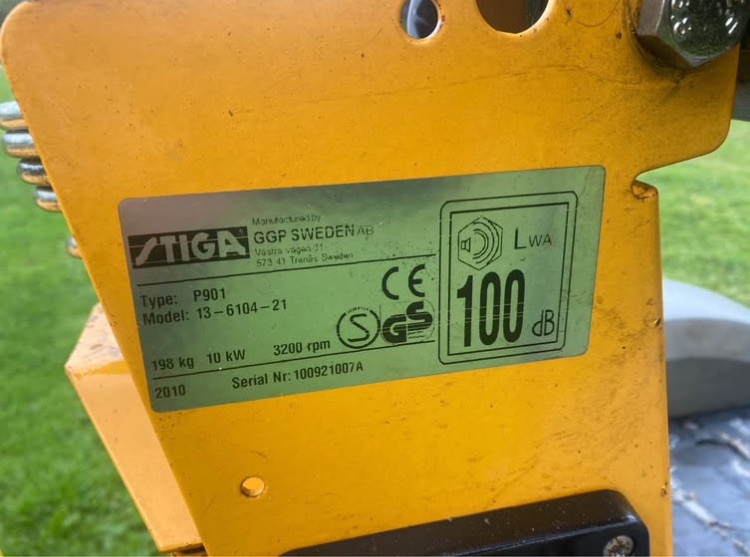 STIGA
Manufactured by
GGP SWEDEN AB
Västra vägen 31
573 41 Tranås Sweden
Type: P901
Model: 13-6104-21
CE
S GS
LWA
100 dB
198 kg 10 kW 3200 rpm
2010 Serial Nr: 100921007A